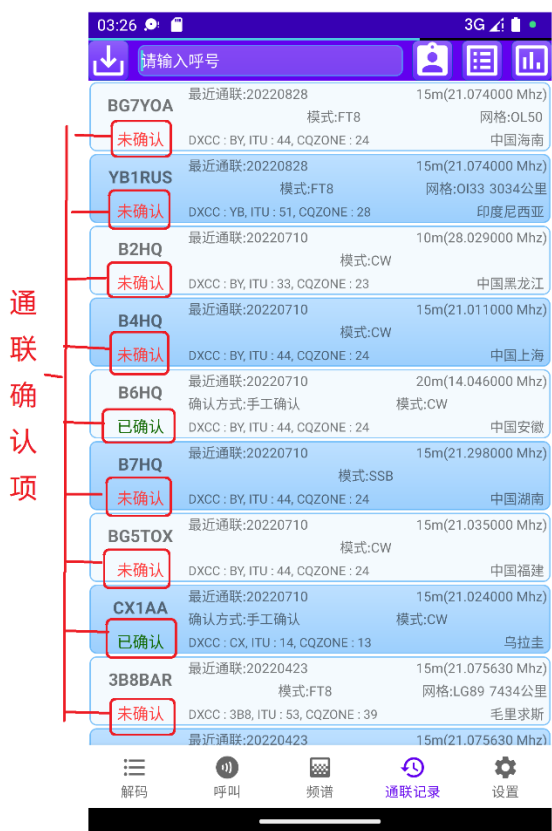 03:26
3G
请输入呼号
通联确认项
BG7YOA
未确认
最近通联:20220828
15m(21.074000 Mhz)
模式:FT8
网格:OL50
DXCC : BY, ITU : 44, CQZONE : 24
中国海南
YB1RUS
未确认
最近通联:20220828
15m(21.074000 Mhz)
模式:FT8
网格:OI33 3034公里
DXCC : YB, ITU : 51, CQZONE : 28
印度尼西亚
B2HQ
未确认
最近通联:20220710
10m(28.029000 Mhz)
模式:CW
DXCC : BY, ITU : 33, CQZONE : 23
中国黑龙江
B4HQ
未确认
最近通联:20220710
15m(21.011000 Mhz)
模式:CW
DXCC : BY, ITU : 44, CQZONE : 24
中国上海
B6HQ
已确认
最近通联:20220710
20m(14.046000 Mhz)
确认方式:手工确认
模式:CW
DXCC : BY, ITU : 44, CQZONE : 24
中国安徽
B7HQ
未确认
最近通联:20220710
15m(21.298000 Mhz)
模式:SSB
DXCC : BY, ITU : 44, CQZONE : 24
中国湖南
BG5TOX
未确认
最近通联:20220710
15m(21.035000 Mhz)
模式:CW
DXCC : BY, ITU : 44, CQZONE : 24
中国福建
CX1AA
已确认
最近通联:20220710
15m(21.024000 Mhz)
确认方式:手工确认
模式:CW
DXCC : CX, ITU : 14, CQZONE : 13
乌拉圭
3B8BAR
未确认
最近通联:20220423
15m(21.075630 Mhz)
模式:FT8
网格:LG89 7434公里
DXCC : 3B8, ITU : 53, CQZONE : 39
毛里求斯
最近通联:20220423
15m(21.075630 Mhz)
解码
呼叫
频谱
通联记录
设置